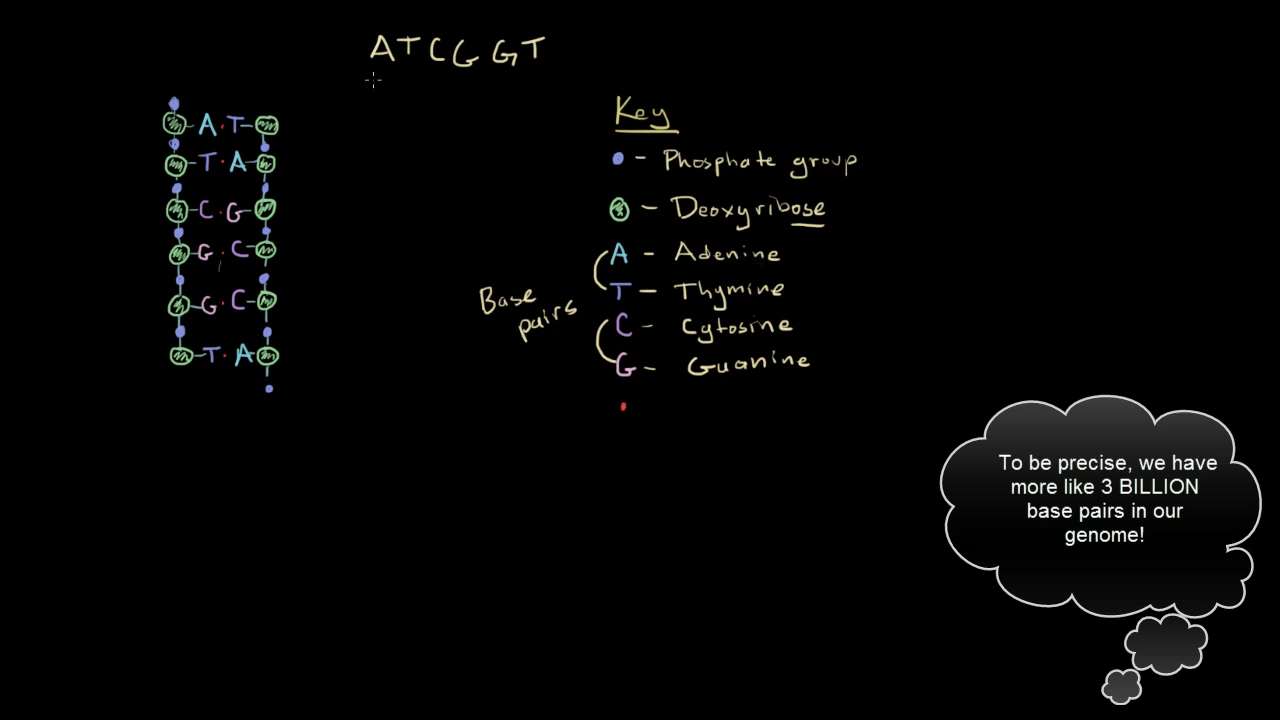 ATCGGT
A T
T A
C G
G C
G C
T A
Key
- Phosphate group
- Deoxyribose
A - Adenine
T - Thymine
C - Cytosine
G - Guanine
Base
pairs
To be precise, we have
more like 3 BILLION
base pairs in our
genome!